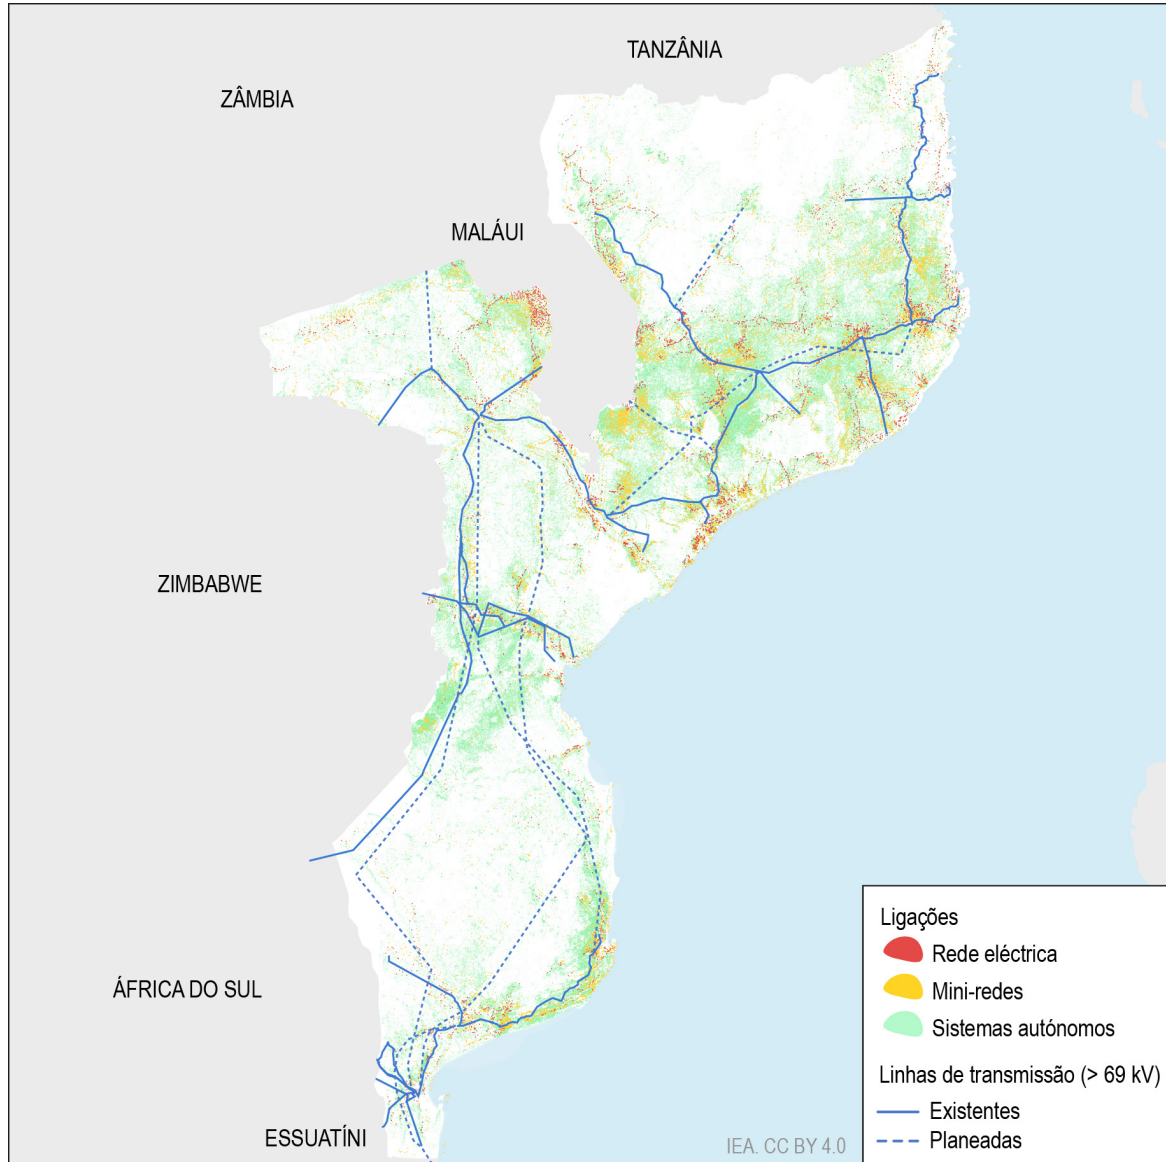 TANZÂNIA
ZÂMBIA
MALÁUI
ZIMBABWE
ÁFRICA DO SUL
ESSUATÍNI
Ligações
Rede eléctrica
Mini-redes
Sistemas autónomos
Linhas de transmissão (> 69 kV)
Existentes
Planeadas
IEA. CC BY 4.0